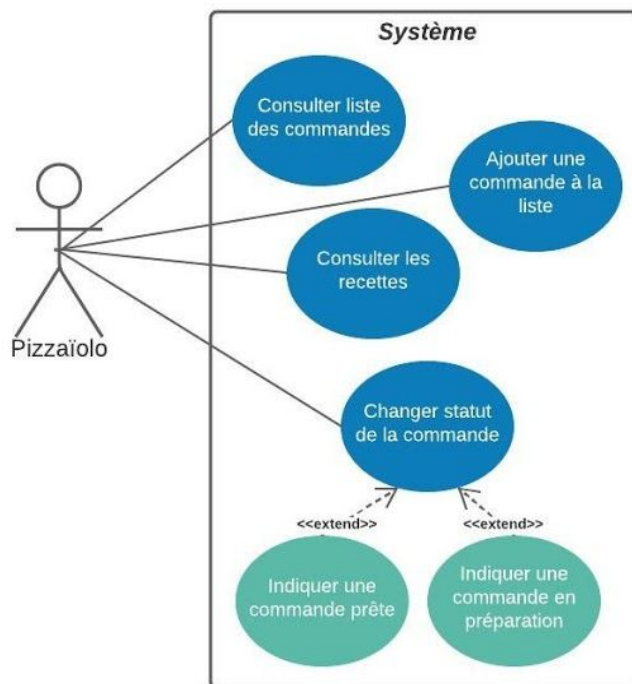 Système
Consulter liste
des commandes
Ajouter une
commande à la
liste
Consulter les
recettes
Pizzaïolo
Changer statut
de la commande
<<extend>>
<<extend>>
Indiquer une
commande prête
Indiquer une
commande en
préparation